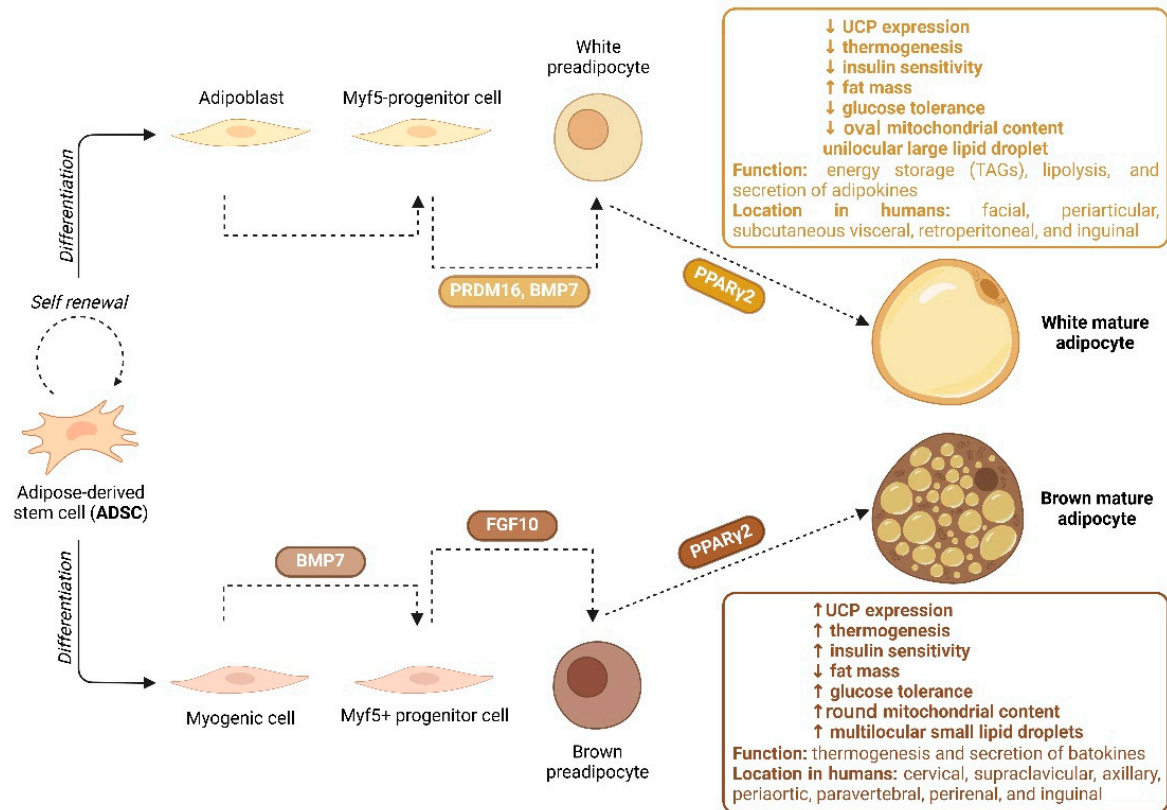 ↓ UCP expression
↓ thermogenesis
↓ insulin sensitivity
↑ fat mass
↓ glucose tolerance
↓ oval mitochondrial content
unilocular large lipid droplet
Function: energy storage (TAGs), lipolysis, and
secretion of adipokines
Location in humans: facial, periarticular,
subcutaneous visceral, retroperitoneal, and inguinal
White
preadipocyte
Adipoblast
Myf5-progenitor cell
Differentiation
PRDM16, BMP7
PPARγ2
Self renewal
White mature
adipocyte
Adipose-derived
stem cell (ADSC)
Brown mature
adipocyte
FGF10
PPARγ2
BMP7
Differentiation
Myogenic cell
Myf5+ progenitor cell
Brown
preadipocyte
↑UCP expression
↑ thermogenesis
↑ insulin sensitivity
↓ fat mass
↑ glucose tolerance
↑round mitochondrial content
↑ multilocular small lipid droplets
Function: thermogenesis and secretion of batokines
Location in humans: cervical, supraclavicular, axillary,
periaortic, paravertebral, perirenal, and inguinal